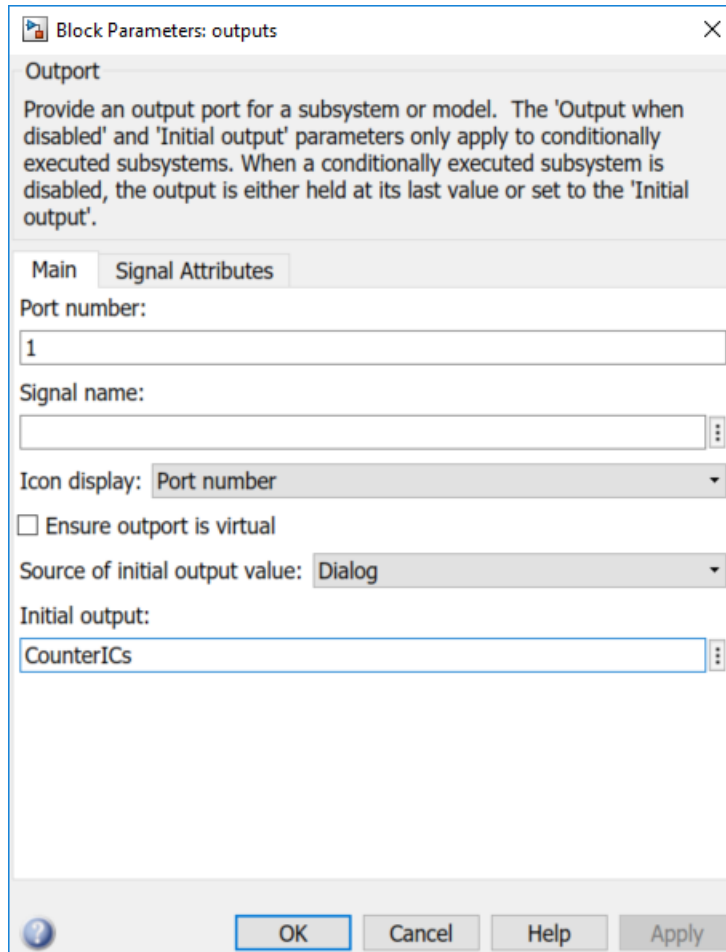 Block Parameters: outputs
Outport
Provide an output port for a subsystem or model.  The 'Output when
disabled' and 'Initial output' parameters only apply to conditionally
executed subsystems. When a conditionally executed subsystem is
disabled, the output is either held at its last value or set to the 'Initial
output'.
Main Signal Attributes
Port number:
1
Signal name:
Icon display: Port number
Ensure outport is virtual
Source of initial output value: Dialog
Initial output:
CounterICs
? OK Cancel Help Apply